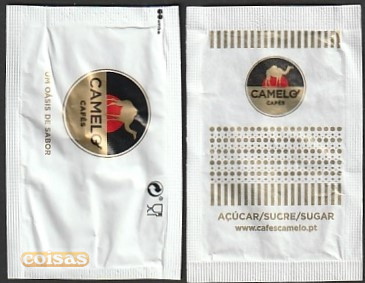 CAMELO
CAFÉS
UM OÁSIS DE SABOR
coisas
CAMELO
CAFÉS
AÇÚCAR/SUCRE/SUGAR
www.cafescamelo.pt